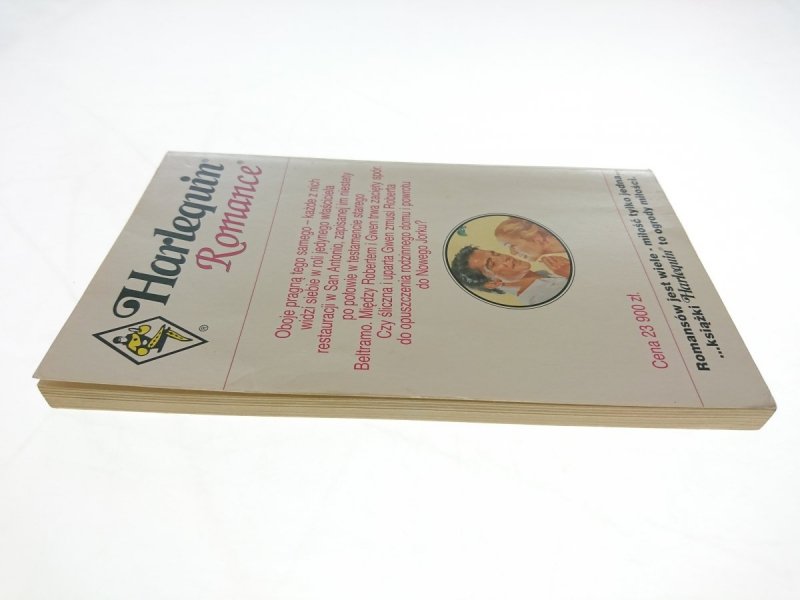 Harlequin®
Romance®
®
Oboje pragną tego samego – każde z nich
widzi siebie w roli jedynego właściciela
restauracji w San Antonio, zapisanej im niestety
po połowie w testamencie starego
Beltramo. Między Robertem i Gwen trwa zacięty spór.
Czy śliczna i uparta Gwen zmusi Roberta
do opuszczenia rodzinnego domu i powrotu
do Nowego Jorku?
Cena 23 900 zł.
Romansów jest wiele - miłość tylko jedna...
...książki Harlequin® to ogrody miłości.